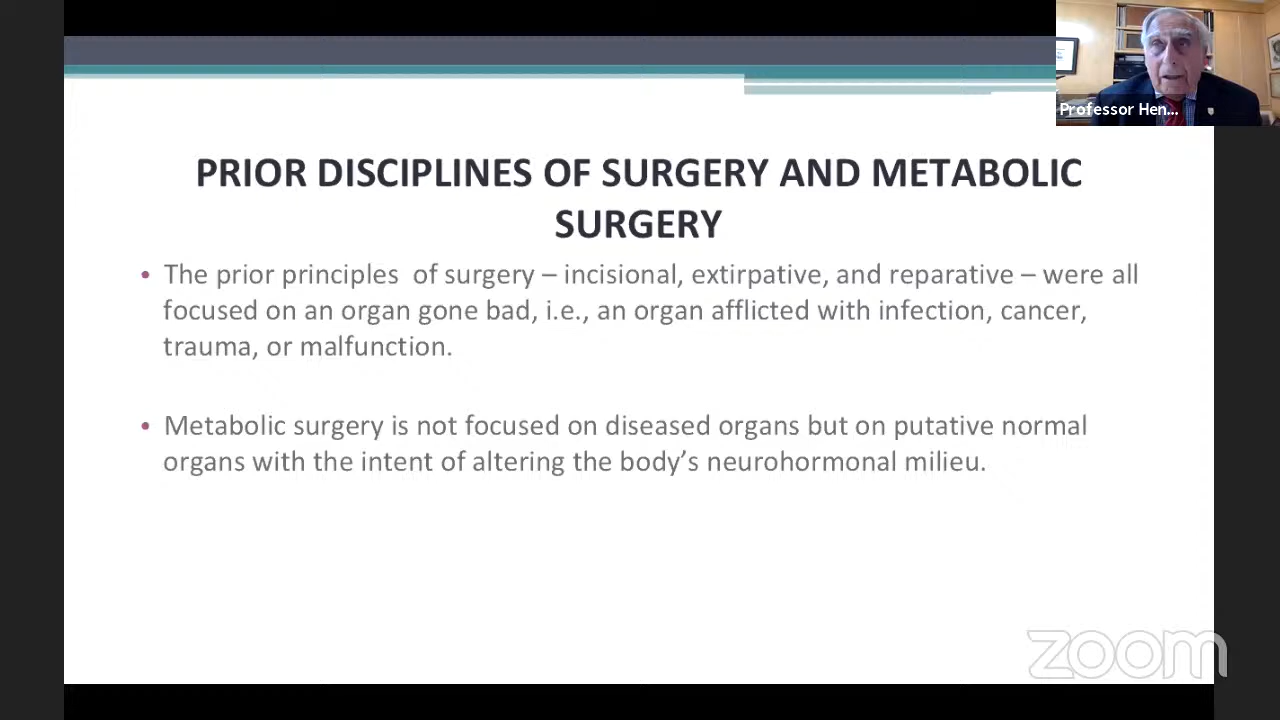 Professor Hen...
PRIOR DISCIPLINES OF SURGERY AND METABOLIC
SURGERY
• The prior principles  of surgery – incisional, extirpative, and reparative – were all
focused on an organ gone bad, i.e., an organ afflicted with infection, cancer,
trauma, or malfunction.
• Metabolic surgery is not focused on diseased organs but on putative normal
organs with the intent of altering the body’s neurohormonal milieu.
zoom